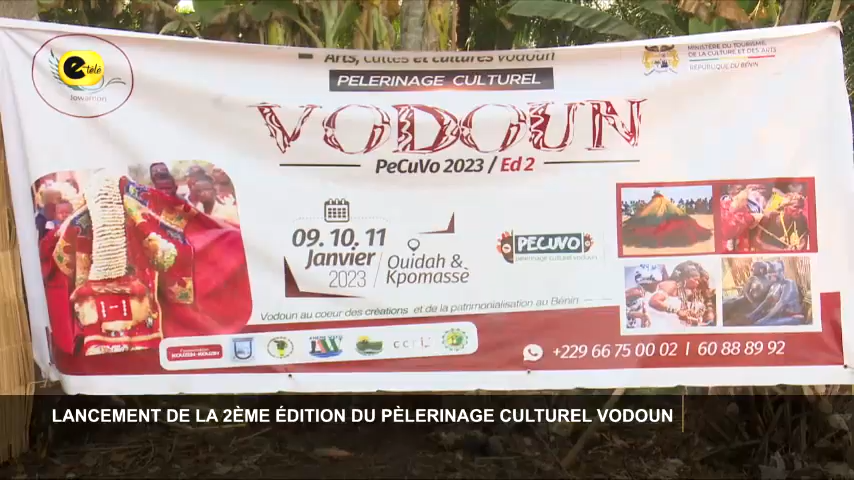 Arts, cultes et cultures vodoun
MINISTÈRE DU TOURISME,
DE LA CULTURE ET DES ARTS
RÉPUBLIQUE DU BÉNIN
e télé
lowamon
PELERINAGE CULTUREL
VODOUN
PeCuVo 2023 / Ed 2
09. 10. 11
Janvier
2023
Ouidah &
Kpomassè
PECUVO
pèlerinage culturel vodoun
Vodoun au coeur des créations et de la patrimonialisation au Bénin
+229 66 75 00 02 I 60 88 89 92
LANCEMENT DE LA 2ÈME ÉDITION DU PÈLERINAGE CULTUREL VODOUN